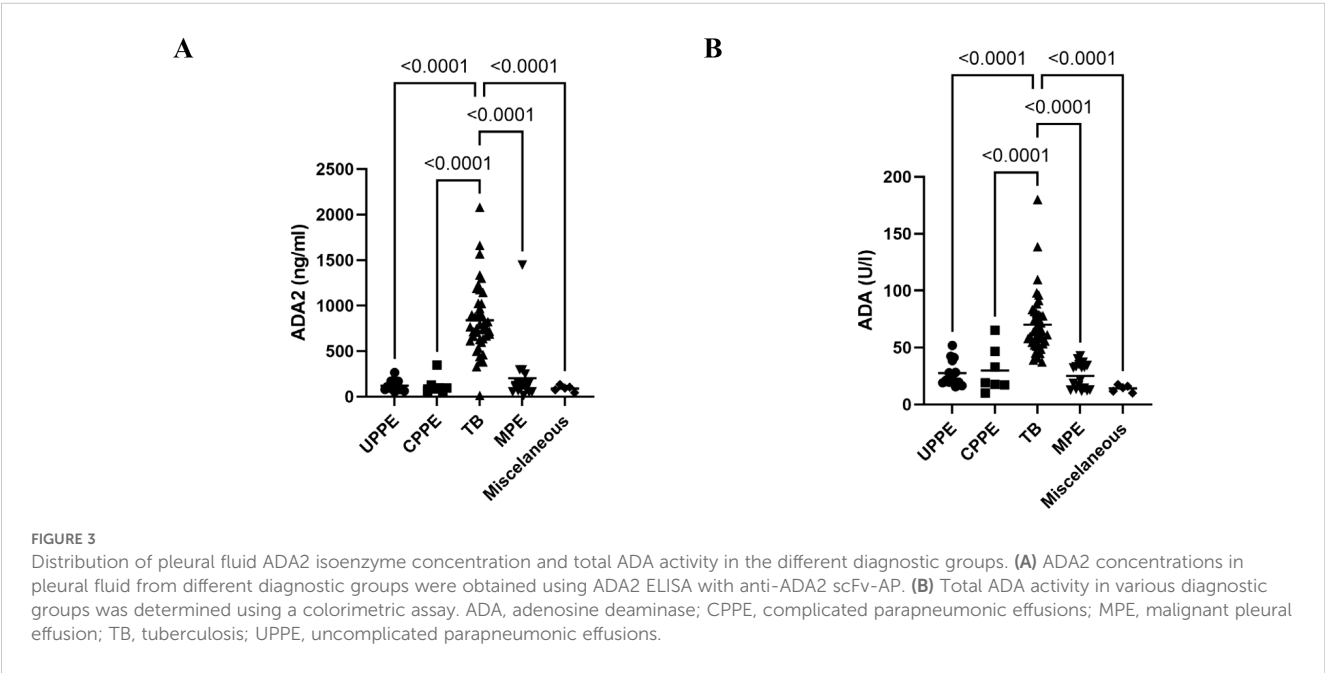 A
<0.0001 <0.0001
<0.0001
<0.0001
2500
2000
1500
1000
500
0
ADA2 (ng/ml)
UPPE
CPPE
TB
MPE
Miscelaneous
B
<0.0001 <0.0001
<0.0001
<0.0001
200
150
100
50
0
ADA (U/l)
UPPE
CPPE
TB
MPE
Miscelaneous
FIGURE 3
Distribution of pleural fluid ADA2 isoenzyme concentration and total ADA activity in the different diagnostic groups. (A) ADA2 concentrations in
pleural fluid from different diagnostic groups were obtained using ADA2 ELISA with anti-ADA2 scFv-AP. (B) Total ADA activity in various diagnostic
groups was determined using a colorimetric assay. ADA, adenosine deaminase; CPPE, complicated parapneumonic effusions; MPE, malignant pleural
effusion; TB, tuberculosis; UPPE, uncomplicated parapneumonic effusions.